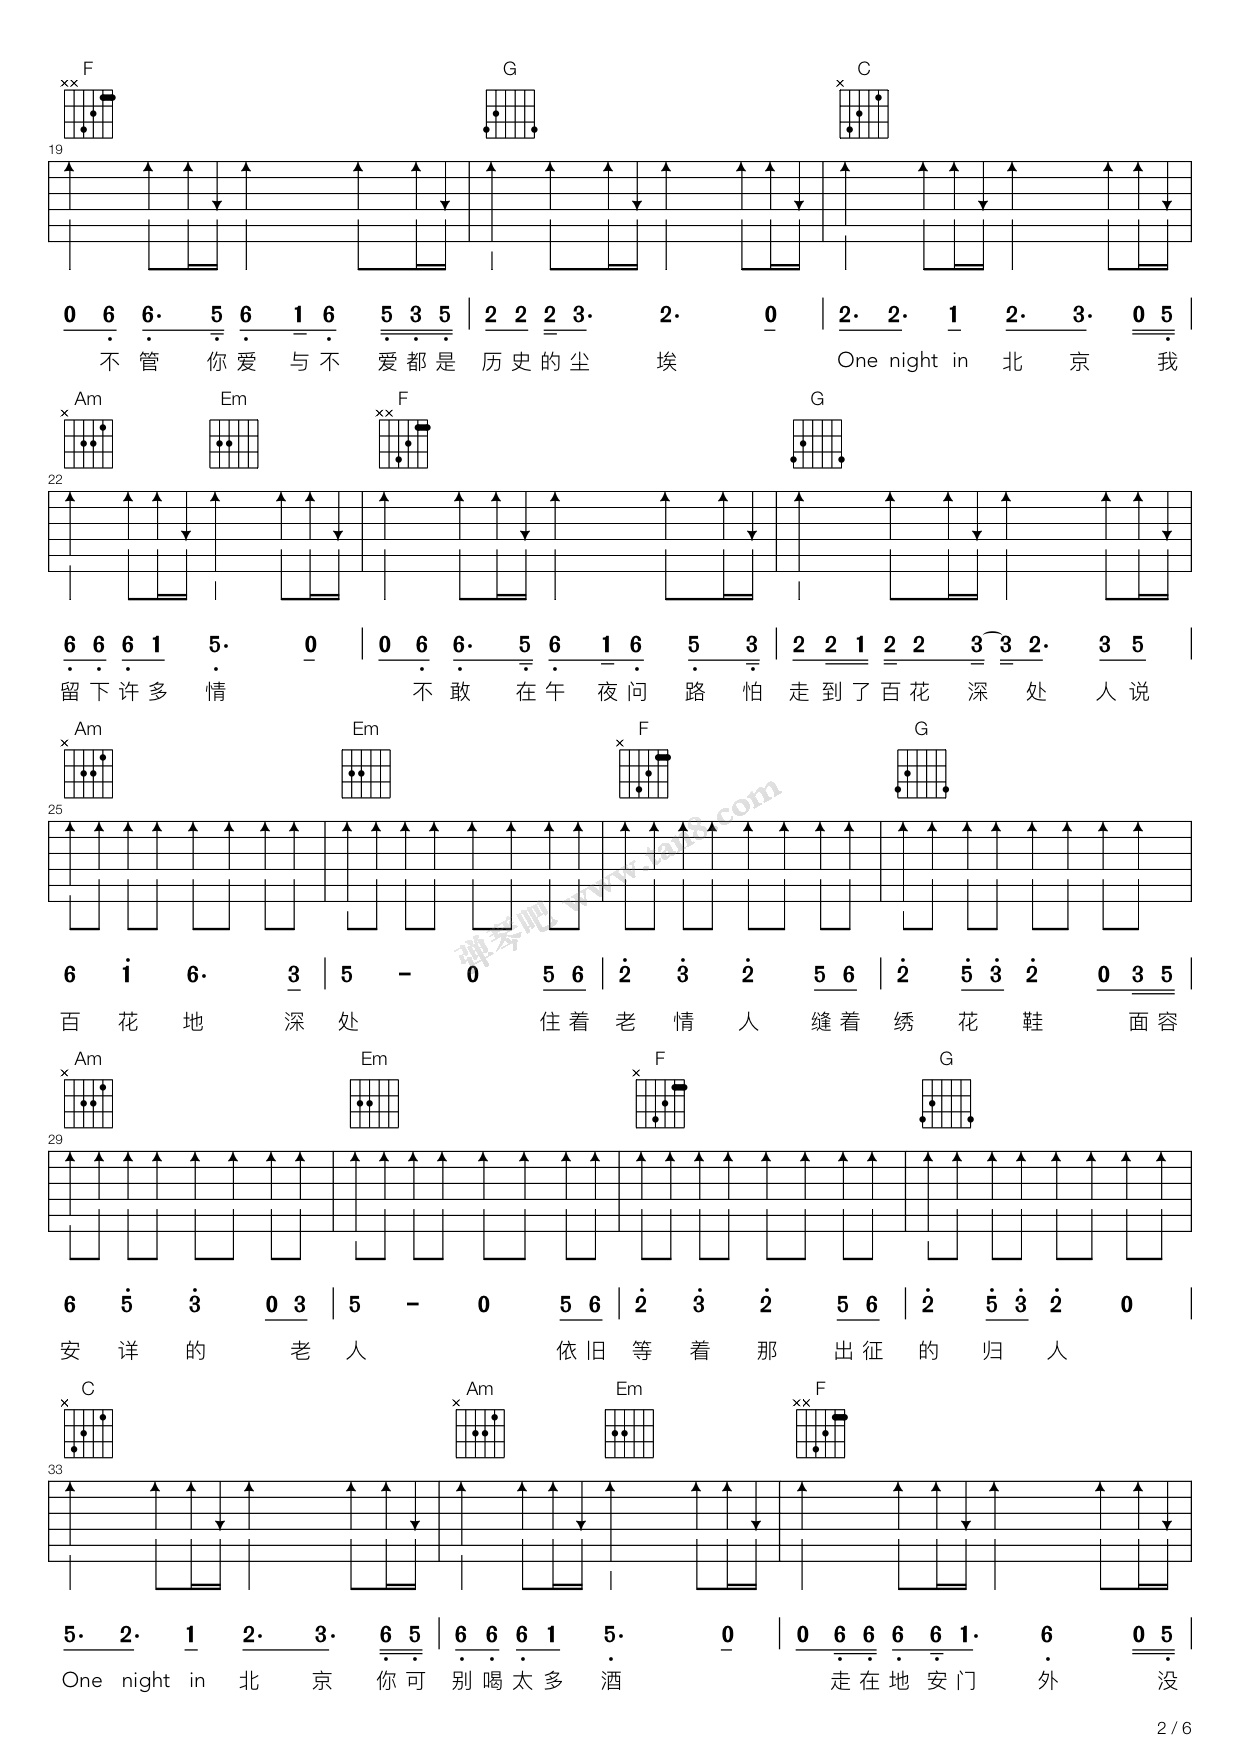 F G C
19
0 6 6· 5 6 1 6 5 3 5 2 2 2 3· 2· 0 2· 2· 1 2· 3· 0 5
不 管 你 爱 与 不 爱 都 是 历 史 的 尘 埃 One night in 北 京 我
Am Em F G
22
6 6 6 1 5· 0 0 6 6· 5 6 1 6 5 3 2 2 1 2 2 3 3 2· 3 5
留 下 许 多 情 不 敢 在 午 夜 问 路 怕 走 到 了 百 花 深 处 人 说
Am Em F G
25
6 1 6· 3 5 - 0 5 6 2 3 2 5 6 2 5 3 2 0 3 5
百 花 地 深 处 住 着 老 情 人 缝 着 绣 花 鞋 面 容
Am Em F G
29
6 5 3 0 3 5 - 0 5 6 2 3 2 5 6 2 5 3 2 0
安 详 的 老 人 依 旧 等 着 那 出 征 的 归 人
C Am Em F
33
5· 2· 1 2· 3· 6 5 6 6 6 1 5· 0 0 6 6 6 6 1· 6 0 5
One night in 北 京 你 可 别 喝 太 多 酒 走 在 地 安 门 外 没
弹琴吧 www.tan8.com
2 / 6